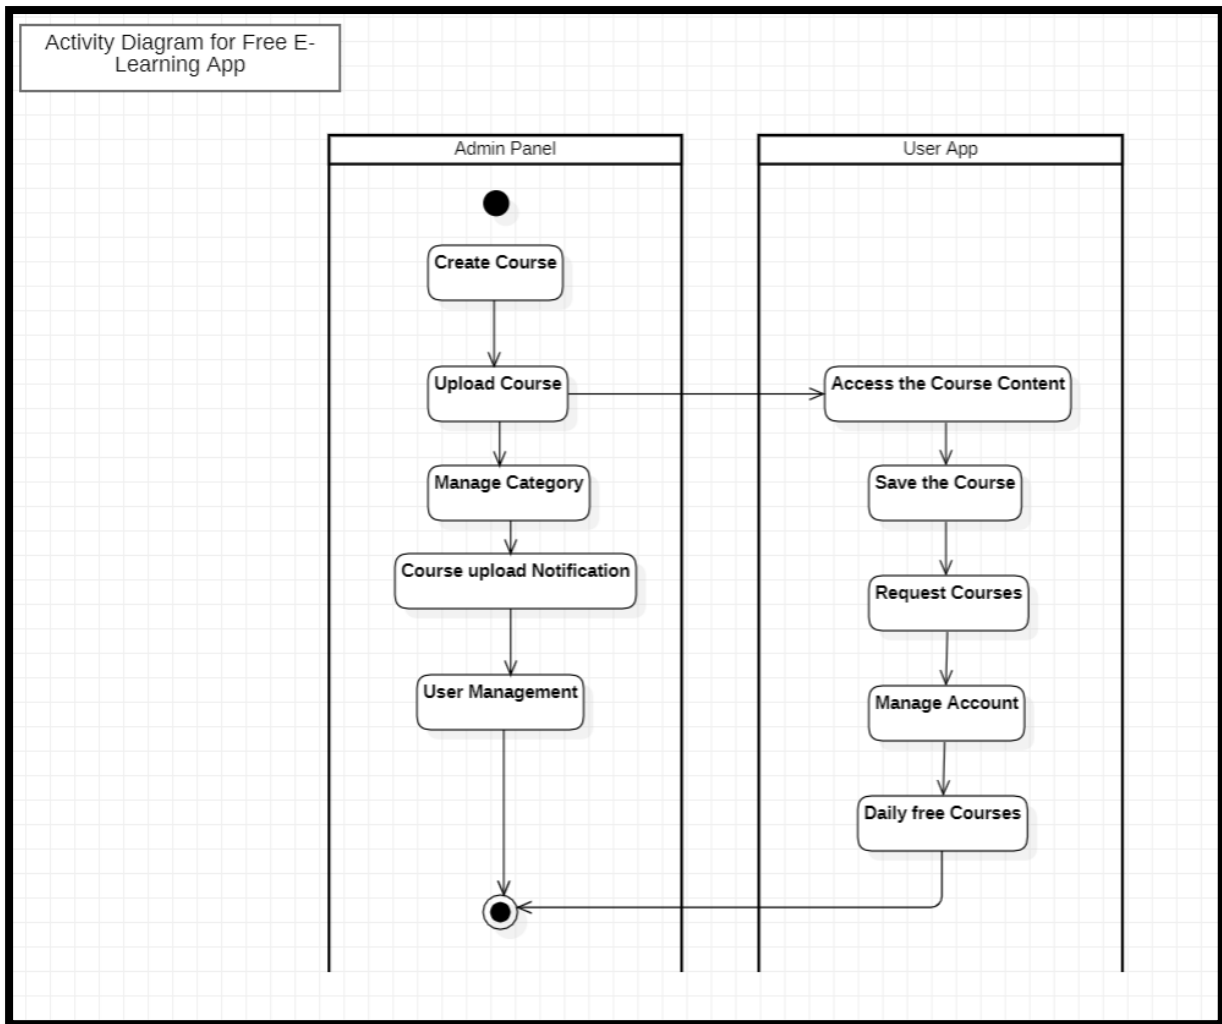 Activity Diagram for Free E-
Learning App
Admin Panel
User App
Create Course
Upload Course
Access the Course Content
Manage Category
Save the Course
Course upload Notification
Request Courses
User Management
Manage Account
Daily free Courses